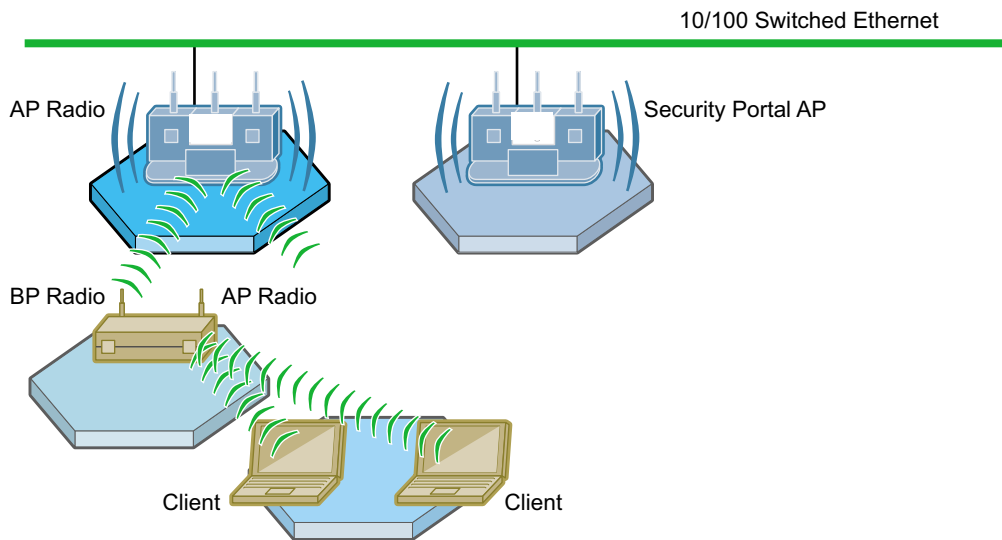 10/100 Switched Ethernet
AP Radio
Security Portal AP
BP Radio
AP Radio
Client
Client